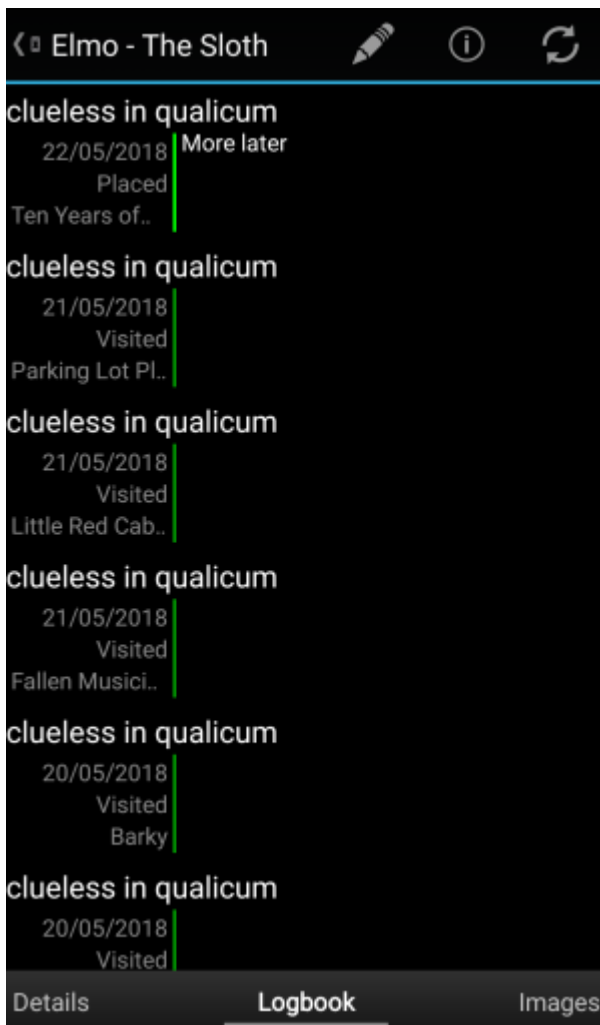 Elmo - The Sloth
clueless in qualicum
22/05/2018
More later
Placed
Ten Years of..
clueless in qualicum
21/05/2018
Visited
Parking Lot Pl..
clueless in qualicum
21/05/2018
Visited
Little Red Cab..
clueless in qualicum
21/05/2018
Visited
Fallen Musici..
clueless in qualicum
20/05/2018
Visited
Barky
clueless in qualicum
20/05/2018
Visited
Details Logbook Images